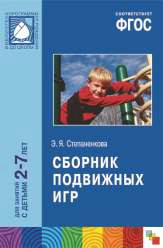 СООТВЕТСТВУЕТ
ФГОС
ДЛЯ ЗАНЯТИЙ
С ДЕТЬМИ 2-7 ЛЕТ
Э. Я. Степаненкова
СБОРНИК
ПОДВИЖНЫХ
ИГР